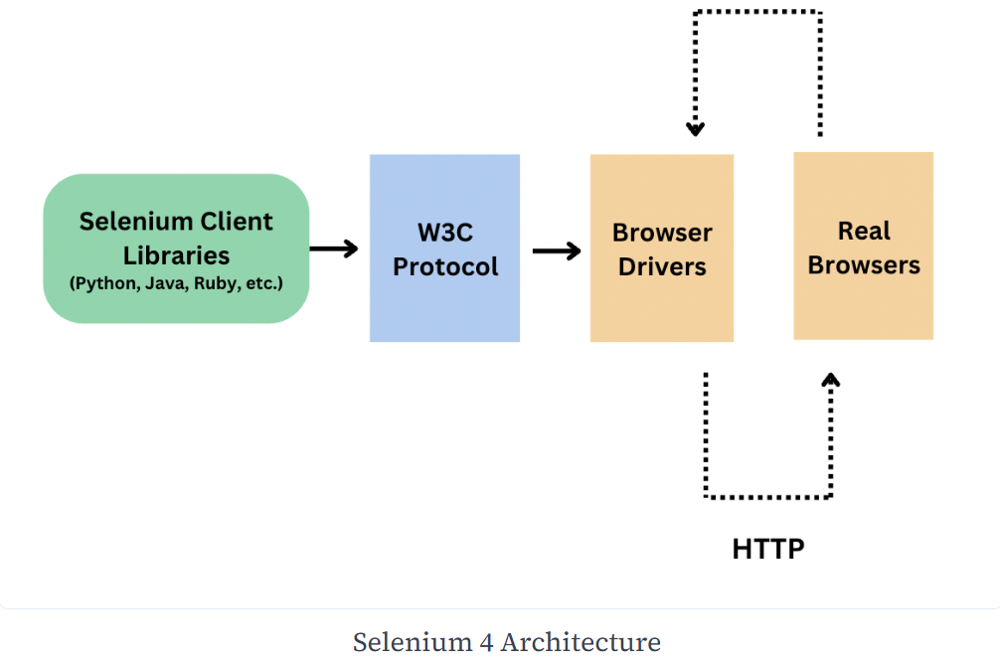 Selenium Client
Libraries
(Python, Java, Ruby, etc.)
W3C
Protocol
Browser
Drivers
Real
Browsers
HTTP
Selenium 4 Architecture